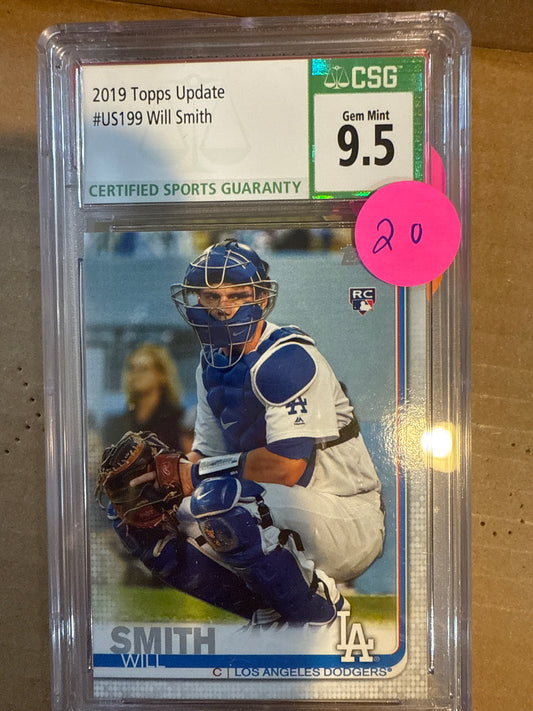 2019 Topps Update
#US199 Will Smith
CERTIFIED SPORTS GUARANTY
CSG
Gem Mint
9.5
20
RC
LA
SMITH
WILL
LA
C | LOS ANGELES DODGERS®